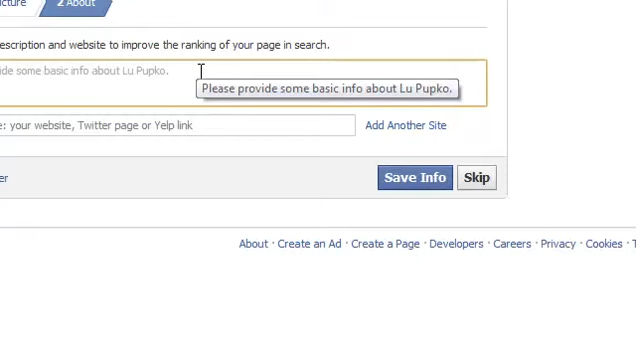 icture 2 About
escription and website to improve the ranking of your page in search.
ide some basic info about Lu Pupko.
Please provide some basic info about Lu Pupko.
e: your website, Twitter page or Yelp link Add Another Site
er Save Info Skip
About · Create an Ad · Create a Page · Developers · Careers · Privacy · Cookies · T